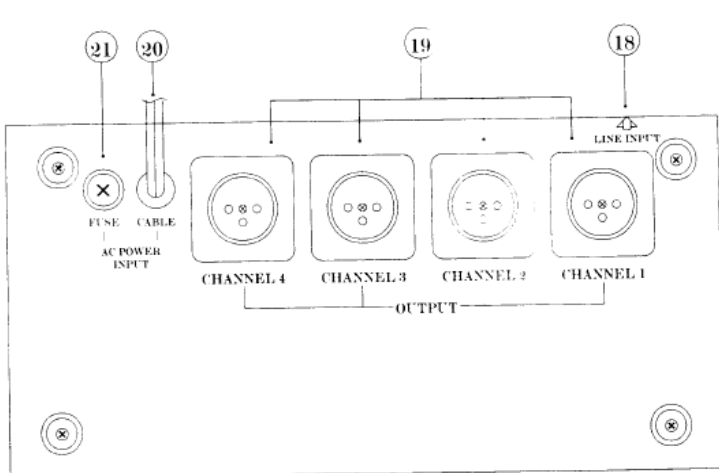 21 20 19 18
LINE INPUT
FUSE CABLE
AC POWER
INPUT
CHANNEL 4 CHANNEL 3 CHANNEL 2 CHANNEL 1
OUTPUT